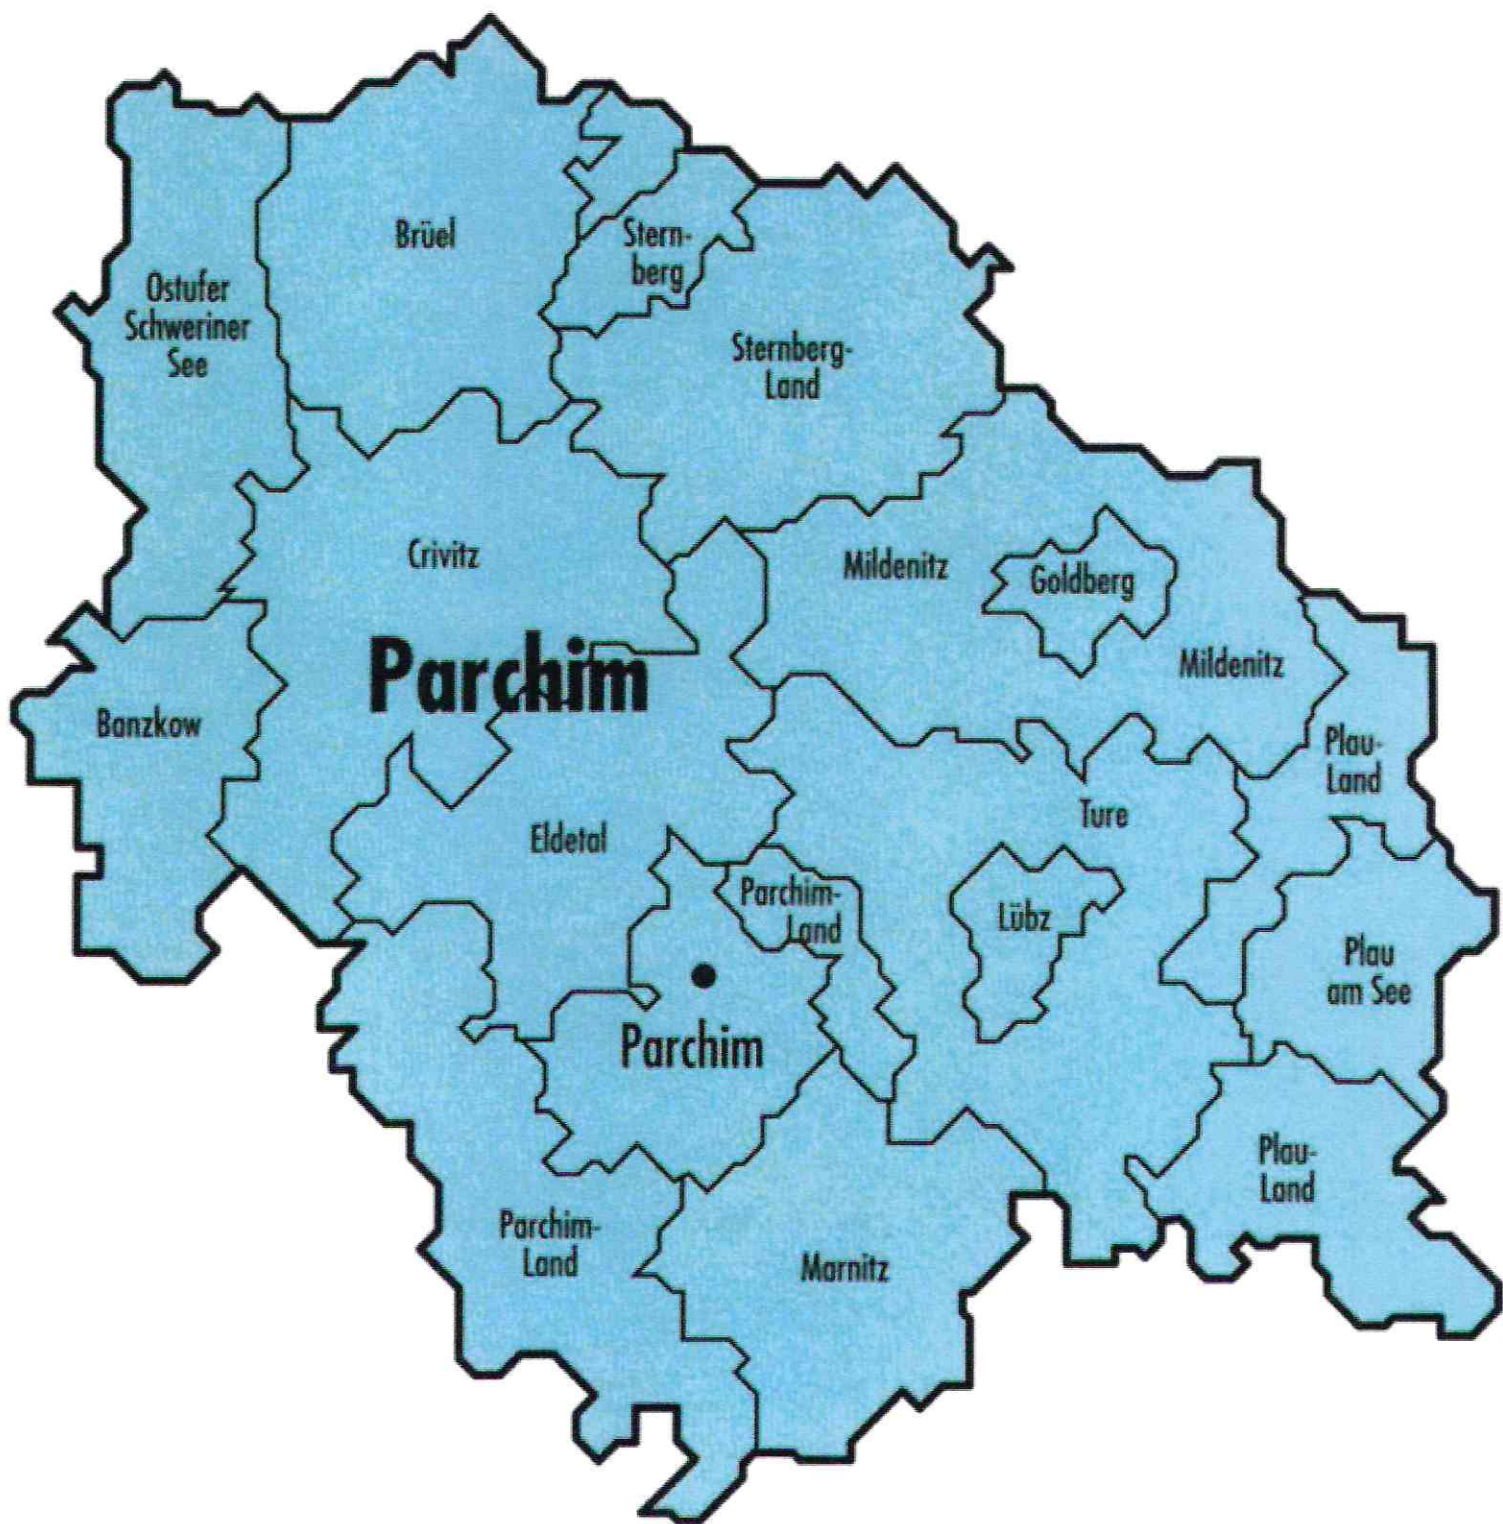 Brüel
Stern-
berg
Ostufer
Schweriner
See
Sternberg-
Land
Crivitz
Mildenitz
Goldberg
Parchim
Mildenitz
Banzkow
Plau-
Land
Ture
Eldetal
Parchim-
Land
Lübz
Plau
am See
Parchim
Plau-
Land
Parchim-
Land
Marnitz